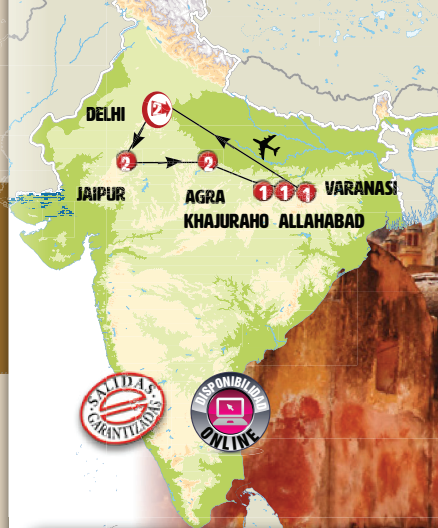 DELHI
2
2
2
1
1
1
VARANASI
JAIPUR
AGRA
KHAJURAHO ALLAHABAD
SALIDAS
GARANTIZADAS
DISPONIBILIDAD
ONLINE